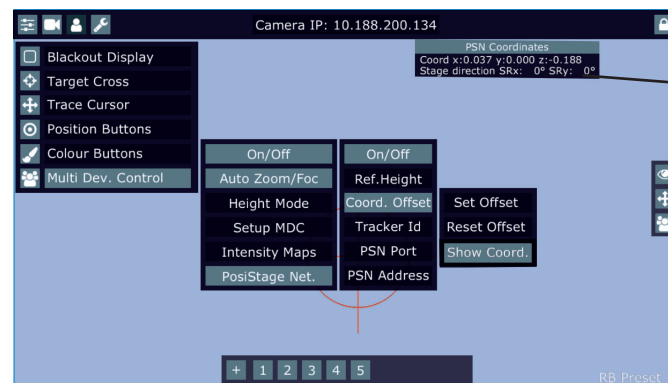 Camera IP: 10.188.200.134
PSN Coordinates
Coord x:0.037 y:0.000 z:-0.188
Stage direction SRx: 0° SRy: 0°
Blackout Display
Target Cross
Trace Cursor
Position Buttons
Colour Buttons
Multi Dev. Control
On/Off
Auto Zoom/Foc
Height Mode
Setup MDC
Intensity Maps
PosiStage Net.
On/Off
Ref.Height
Coord. Offset
Tracker Id
PSN Port
PSN Address
Set Offset
Reset Offset
Show Coord.
+ 1 2 3 4 5
RB Preset